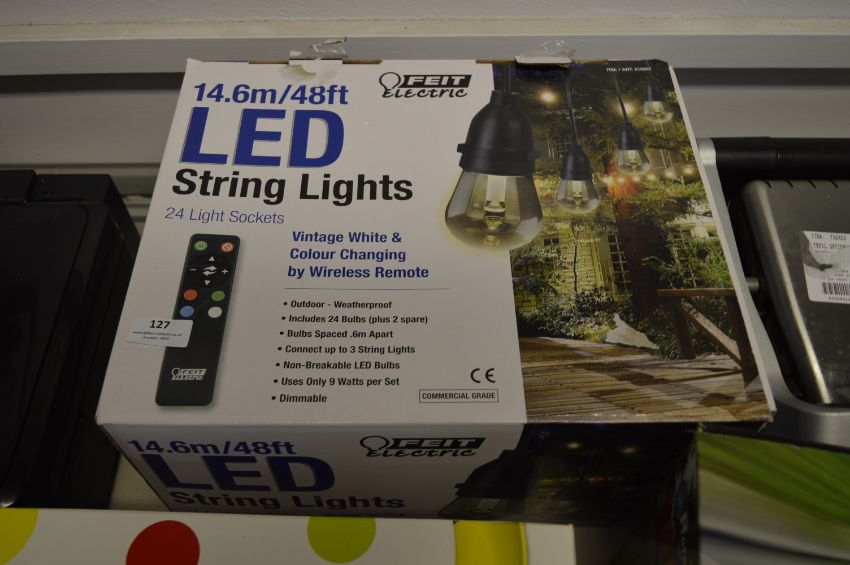 14.6m/48ft
LED
String Lights
24 Light Sockets
FEIT
electric
Vintage White &
Colour Changing
by Wireless Remote
• Outdoor - Weatherproof
• Includes 24 Bulbs (plus 2 spare)
• Bulbs Spaced .6m Apart
• Connect up to 3 String Lights
• Non-Breakable LED Bulbs
• Uses Only 9 Watts per Set
• Dimmable
CE
COMMERCIAL GRADE
127
FEIT
electric
14.6m/48ft
LED
String Lights
FEIT
electric